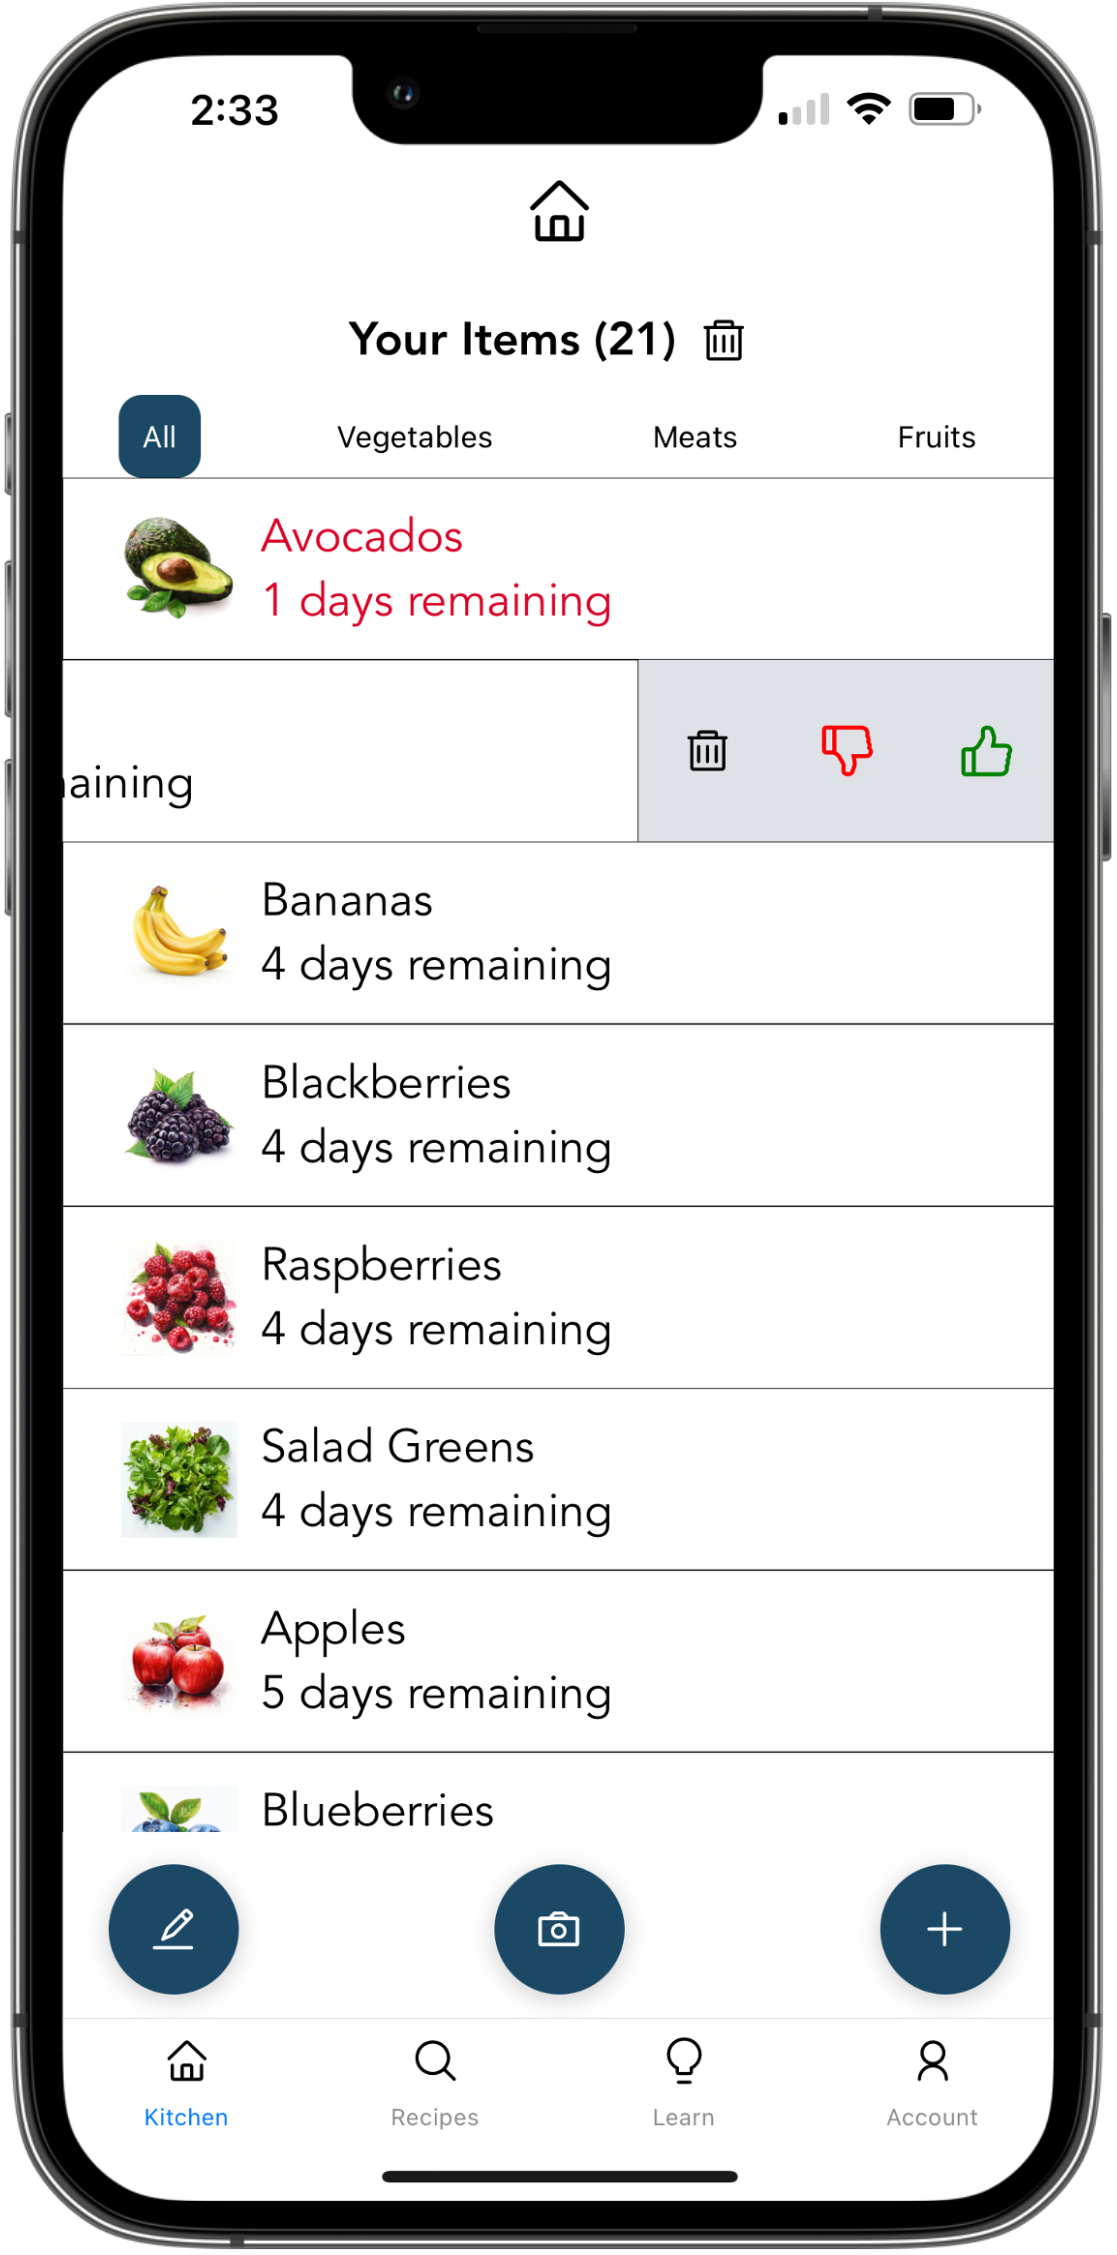 2:33
Your Items (21)
All Vegetables Meats Fruits
Avocados
1 days remaining
aining
Bananas
4 days remaining
Blackberries
4 days remaining
Raspberries
4 days remaining
Salad Greens
4 days remaining
Apples
5 days remaining
Blueberries
Kitchen Recipes Learn Account